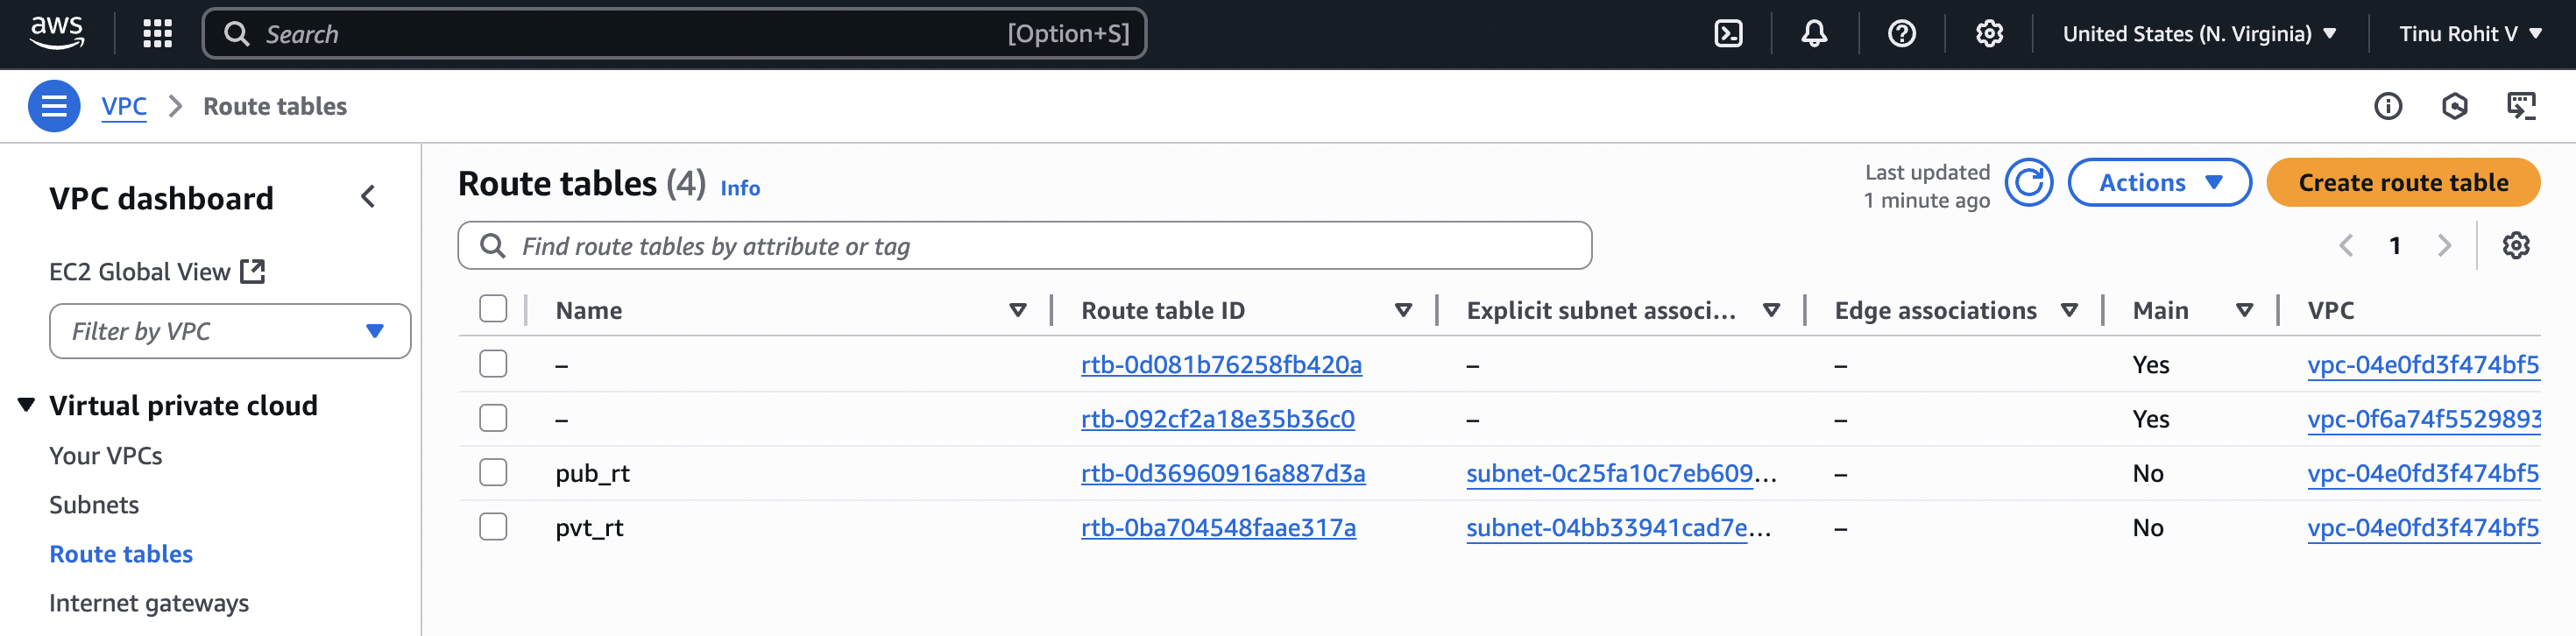 aws
Search [Option+S] United States (N. Virginia) Tinu Rohit V
VPC Route tables
VPC dashboard
EC2 Global View
Filter by VPC
Virtual private cloud
Your VPCs
Subnets
Route tables
Internet gateways
Route tables (4) Info
Last updated
1 minute ago
Actions
Create route table
Find route tables by attribute or tag
1
Name Route table ID Explicit subnet associ... Edge associations Main VPC
– rtb-0d081b76258fb420a – – Yes vpc-04e0fd3f474bf5
– rtb-092cf2a18e35b36c0 – – Yes vpc-0f6a74f5529893
pub_rt rtb-0d36960916a887d3a subnet-0c25fa10c7eb609... – No vpc-04e0fd3f474bf5
pvt_rt rtb-0ba704548faae317a subnet-04bb33941cad7e... – No vpc-04e0fd3f474bf5